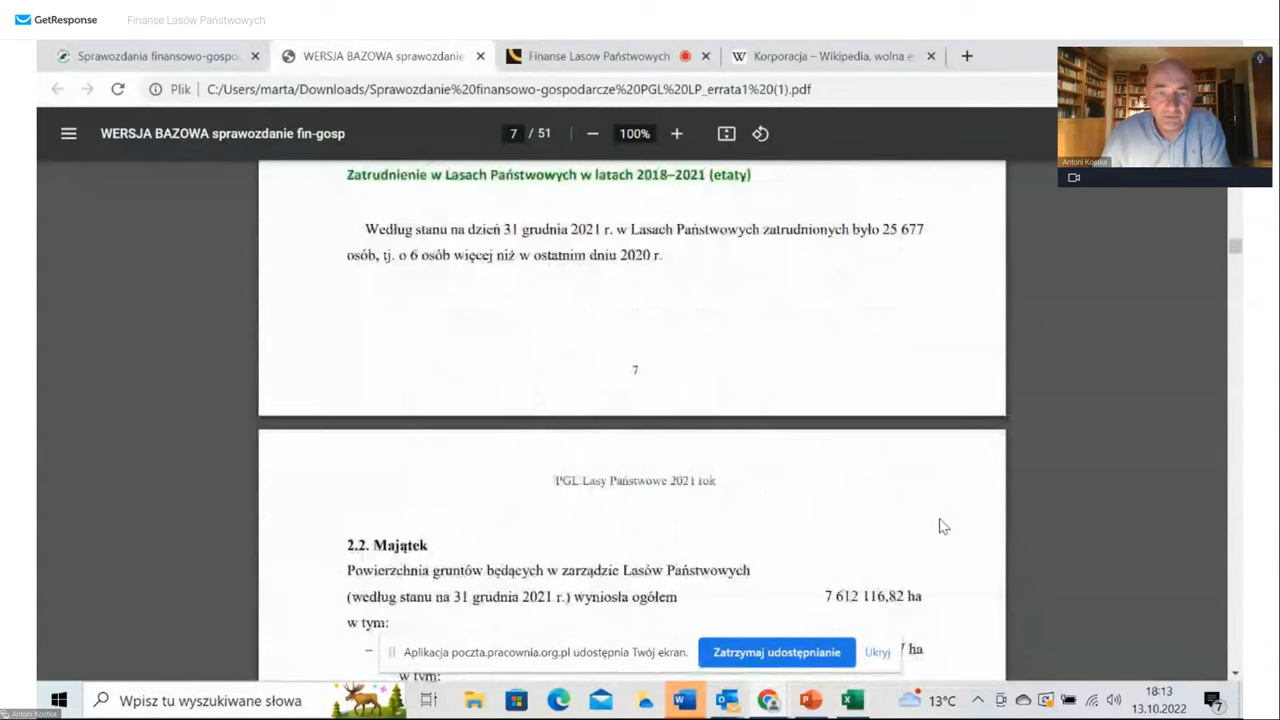 GetResponse
Finanse Lasów Państwowych
Sprawozdania finansowo-gospo
WERSJA BAZOWA sprawozdanie
Finanse Lasow Państwowych
Korporacja – Wikipedia, wolna e
Plik
C:/Users/marta/Downloads/Sprawozdanie%20finansowo-gospodarcze%20PGL%20LP_errata1%20(1).pdf
WERSJA BAZOWA sprawozdanie fin-gosp
7 / 51
100%
Antoni Kostka
Zatrudnienie w Lasach Państwowych w latach 2018–2021 (etaty)
Według stanu na dzień 31 grudnia 2021 r. w Lasach Państwowych zatrudnionych było 25 677
osób, tj. o 6 osób więcej niż w ostatnim dniu 2020 r.
7
PGL Lasy Państwowe 2021 rok
2.2. Majątek
Powierzchnia gruntów będących w zarządzie Lasów Państwowych
(według stanu na 31 grudnia 2021 r.) wyniosła ogółem 7 612 116,82 ha
w tym:
– ha
w tym:
Aplikacja poczta.pracownia.org.pl udostępnia Twój ekran.
Zatrzymaj udostępnianie
Ukryj
Wpisz tu wyszukiwane słowa
13°C
18:13
13.10.2022
7
Antoni Kostka